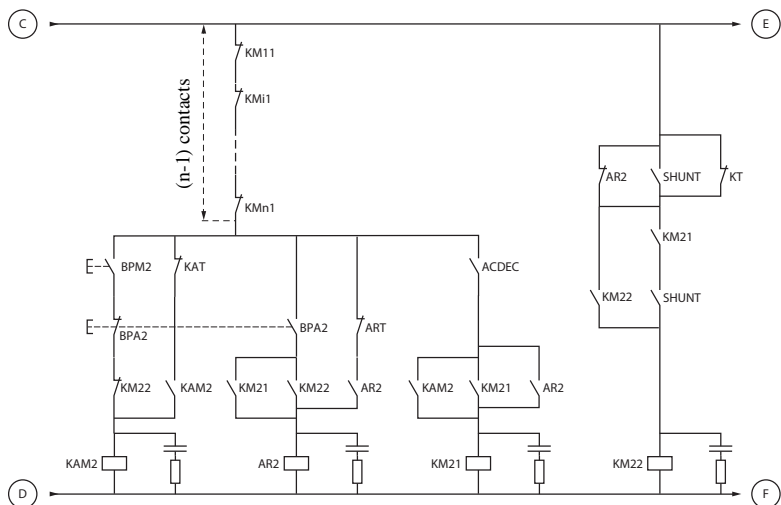 C
E
KM11
KMi1
(n-1) contacts
AR2
SHUNT
KT
KMn1
KM21
BPM2
KAT
ACDEC
KM22
SHUNT
BPA2
BPA2
ART
KM22
KAM2
KM21
KM22
AR2
KAM2
KM21
AR2
KAM2
AR2
KM21
KM22
D
F